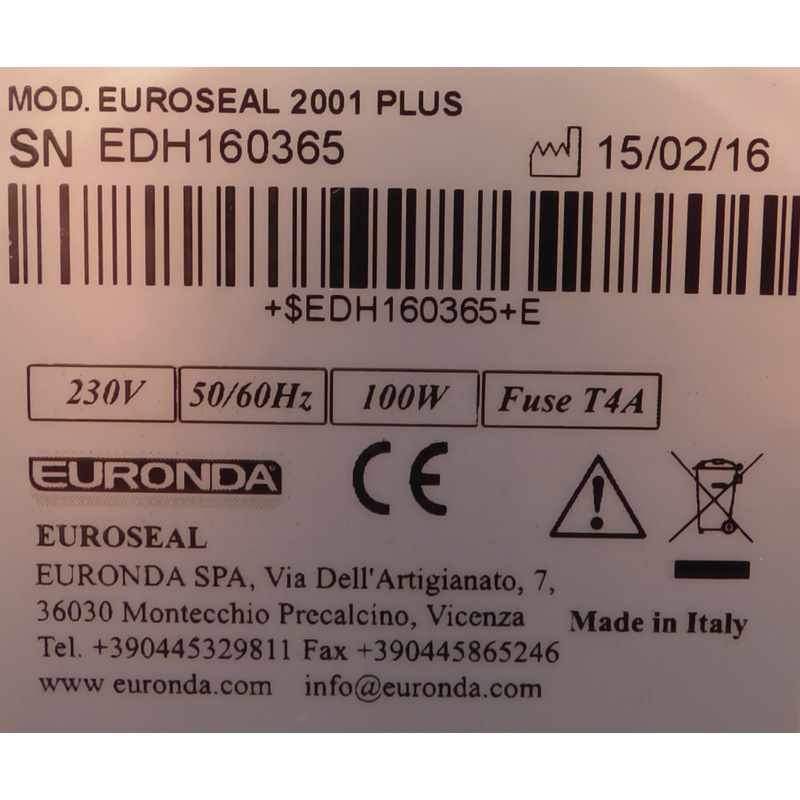 MOD. EUROSEAL 2001 PLUS
SN EDH160365 15/02/16
+$EDH160365+E
230V 50/60Hz 100W Fuse T4A
EURONDA®
CE
EUROSEAL
EURONDA SPA, Via Dell'Artigianato, 7,
36030 Montecchio Precalcino, Vicenza
Made in Italy
Tel. +390445329811 Fax +390445865246
www euronda.com info@euronda.com